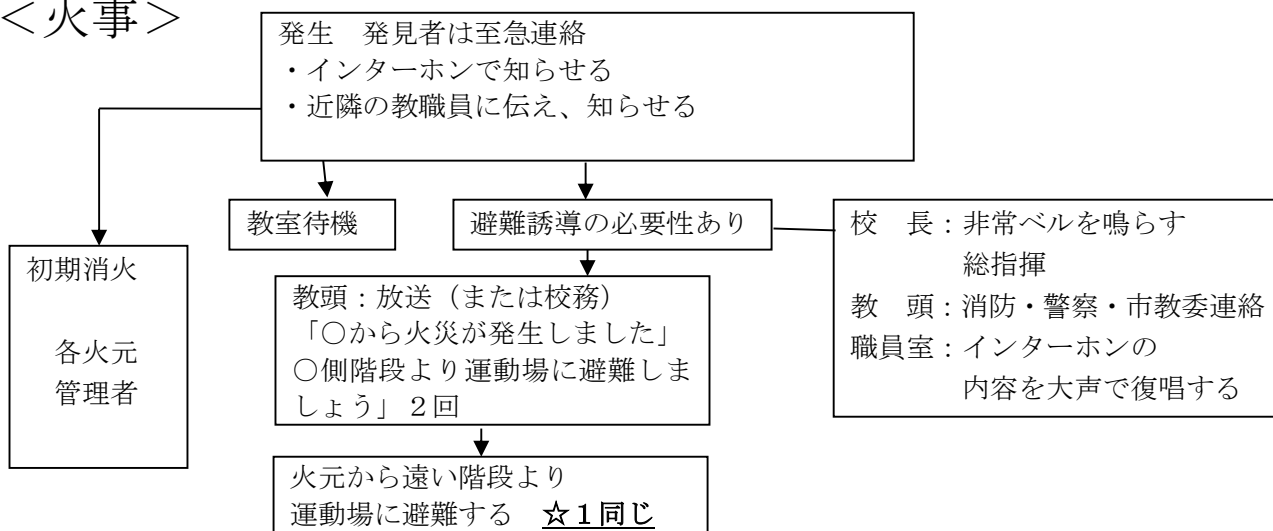 <火事>
発生　発見者は至急連絡
・インターホンで知らせる
・近隣の教職員に伝え、知らせる
教室待機
避難誘導の必要性あり
校　長：非常ベルを鳴らす
総指揮
教　頭：消防・警察・市教委連絡
職員室：インターホンの
内容を大声で復唱する
初期消火
各火元
管理者
教頭：放送（または校務）
「○から火災が発生しました」
○側階段より運動場に避難しま
しょう」２回
火元から遠い階段より
運動場に避難する　☆１同じ